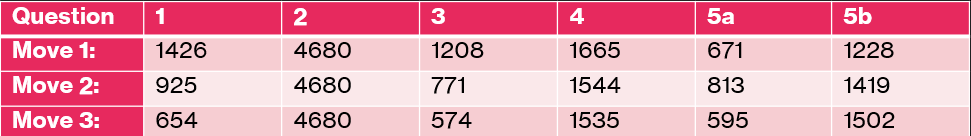 Question 1 2 3 4 5a 5b
Move 1: 1426 4680 1208 1665 671 1228
Move 2: 925 4680 771 1544 813 1419
Move 3: 654 4680 574 1535 595 1502